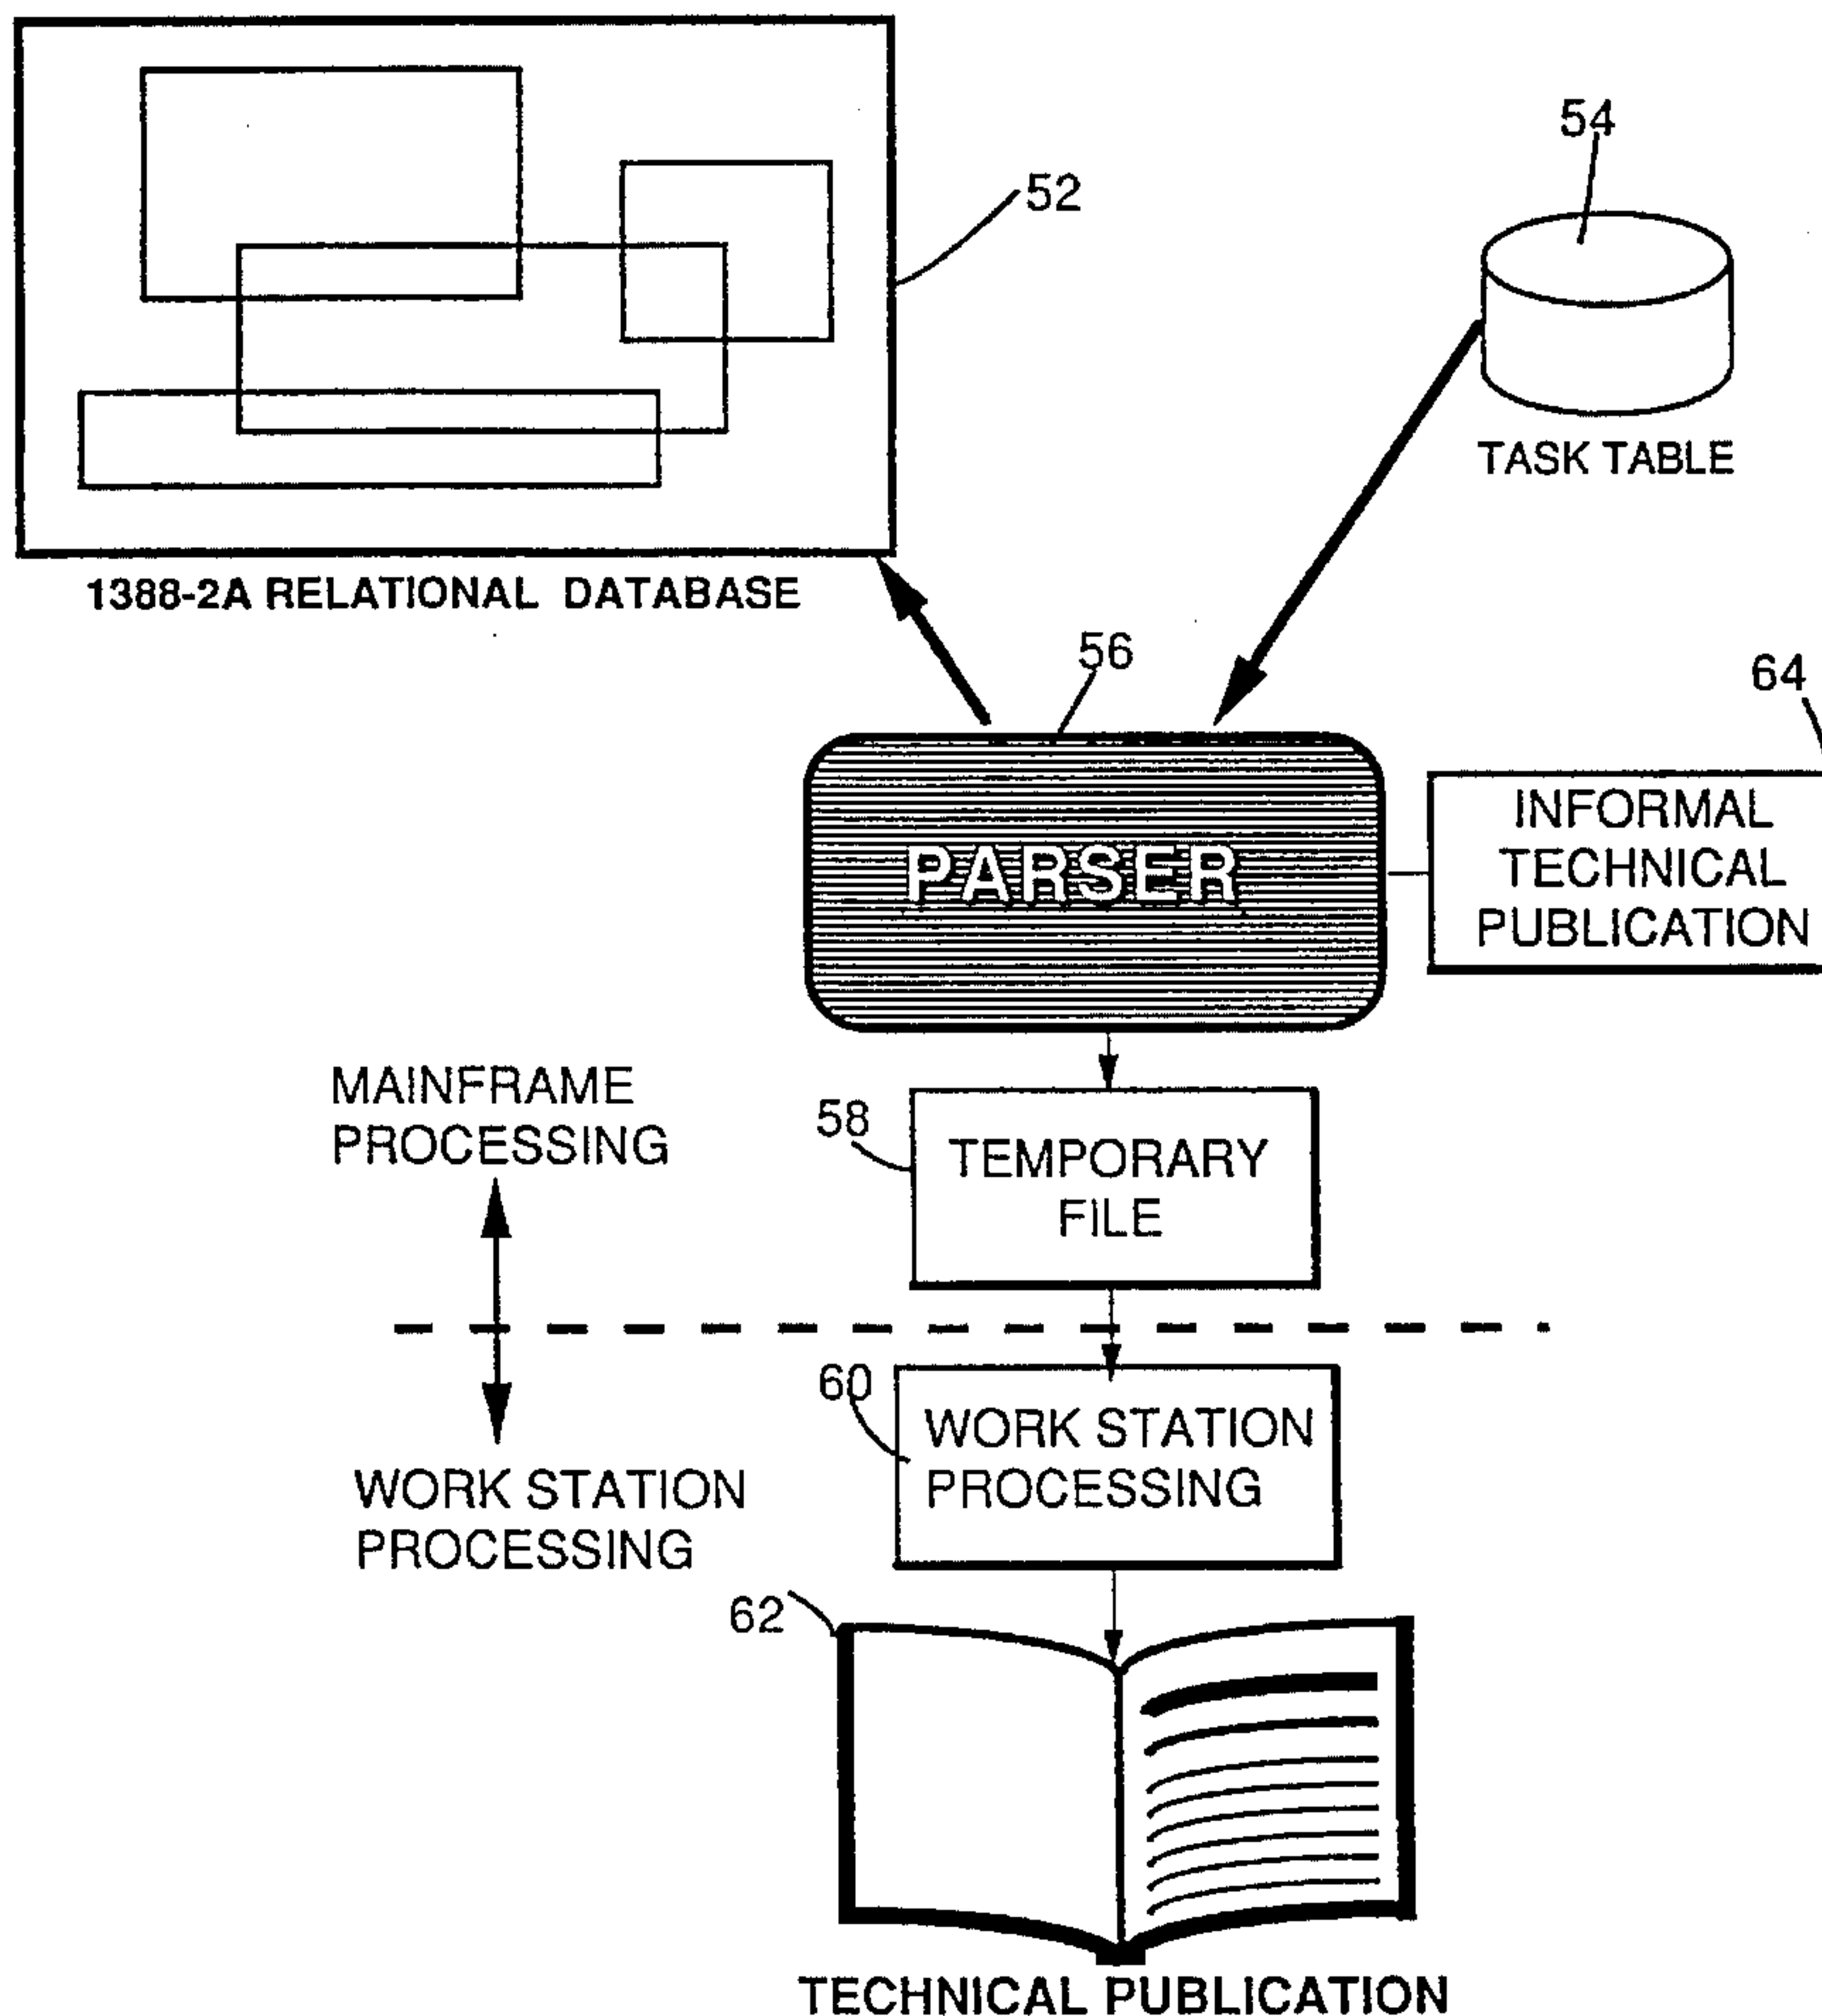 54
52
TASK TABLE
1388-2A RELATIONAL DATABASE
56
64
INFORMAL
TECHNICAL
PUBLICATION
PARSER
MAINFRAME
PROCESSING
58
TEMPORARY
FILE
60
WORK STATION
PROCESSING
WORK STATION
PROCESSING
62
TECHNICAL PUBLICATION